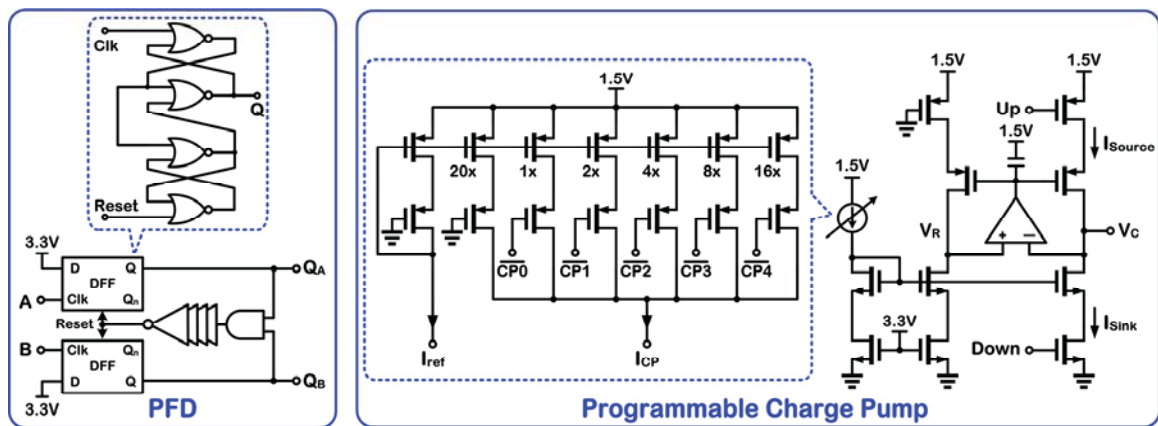 Clk
Q
Reset
3.3V
D
Q
DFF
A
Clk
Qn
QA
Reset
B
Clk
Qn
DFF
D
Q
QB
3.3V
PFD
1.5V
20x
1x
2x
4x
8x
16x
CP0
CP1
CP2
CP3
CP4
Iref
ICP
1.5V
1.5V
1.5V
Up
1.5V
ISource
VR
+
−
VC
3.3V
ISink
Down
Programmable Charge Pump